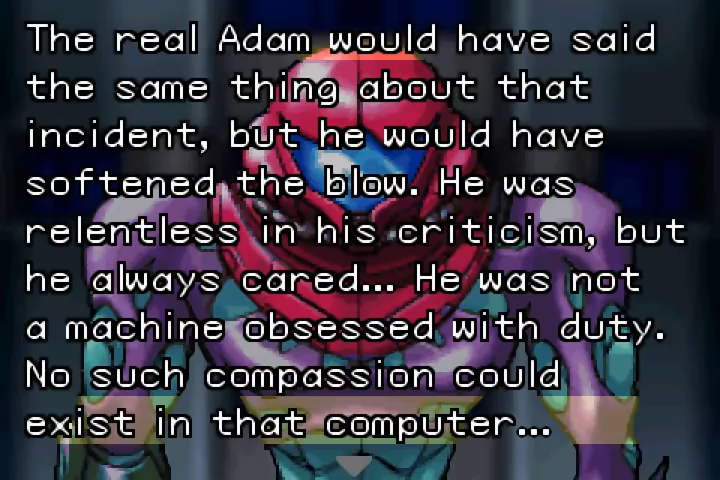 The real Adam would have said
the same thing about that
incident, but he would have
softened the blow. He was
relentless in his criticism, but
he always cared... He was not
a machine obsessed with duty.
No such compassion could
exist in that computer...